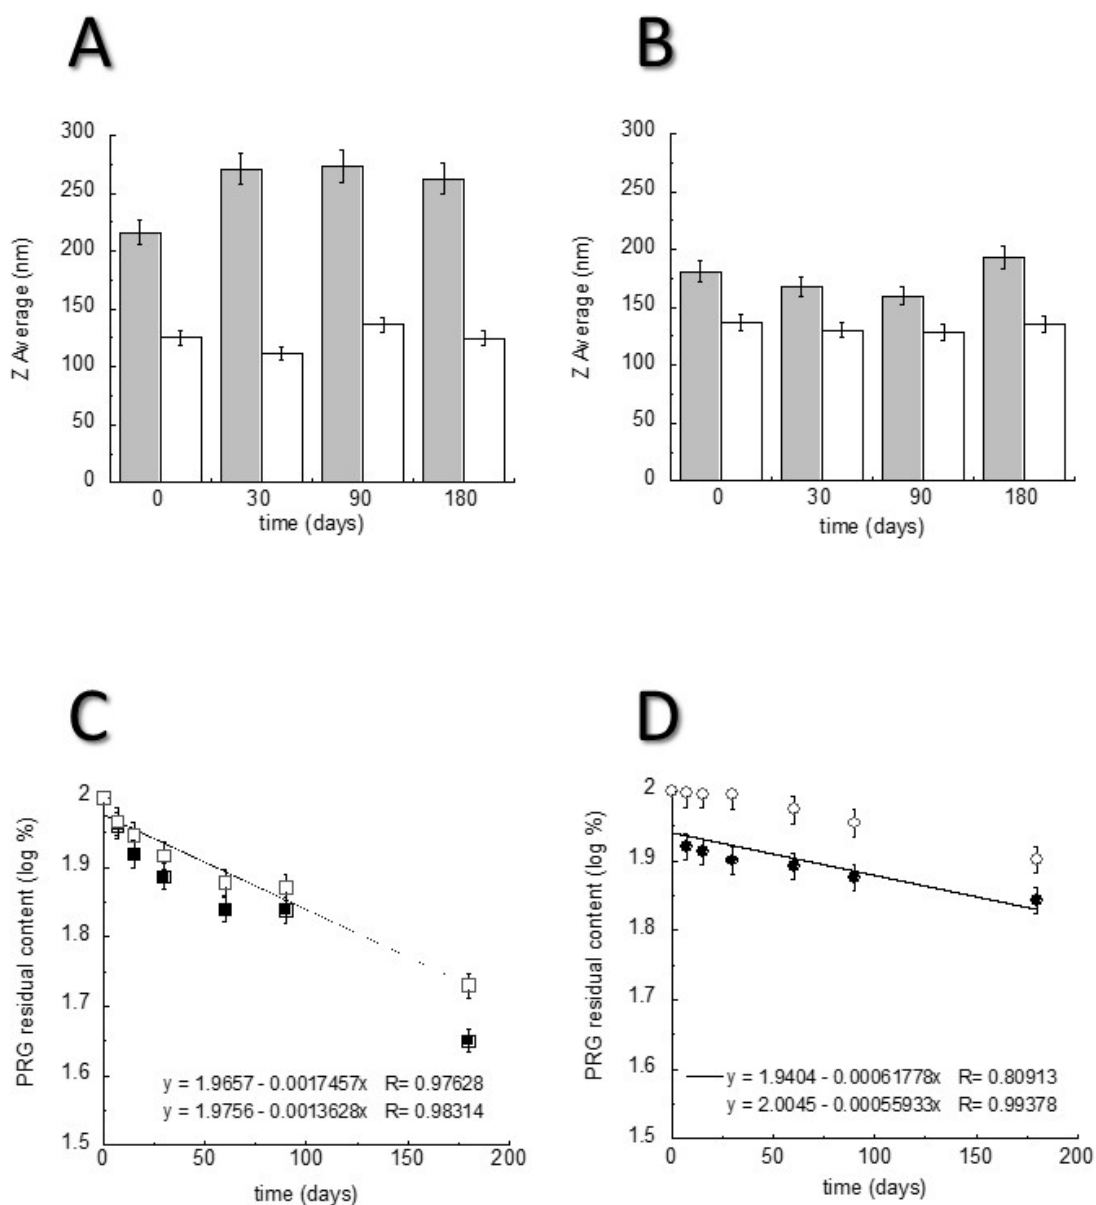 A
B
300
250
200
150
100
50
0
Z Average (nm)
0 30 90 180
time (days)
300
250
200
150
100
50
0
Z Average (nm)
0 30 90 180
time (days)
C
D
2
1.9
1.8
1.7
1.6
1.5
PRG residual content (log %)
y = 1.9657 - 0.0017457x R= 0.97628
y = 1.9756 - 0.0013628x R= 0.98314
0 50 100 150 200
time (days)
2
1.9
1.8
1.7
1.6
1.5
PRG residual content (log %)
y = 1.9404 - 0.00061778x R= 0.80913
y = 2.0045 - 0.00055933x R= 0.99378
0 50 100 150 200
time (days)